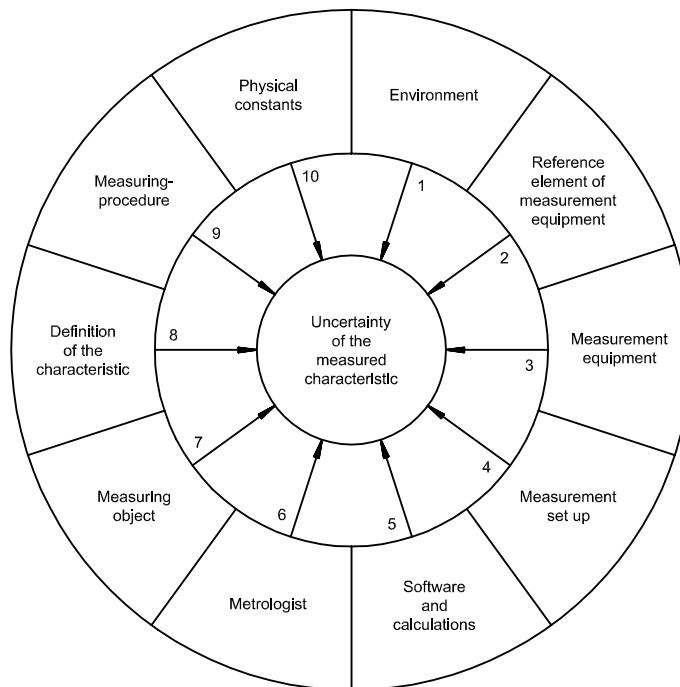 Physical
constants
Environment
Reference
element of
measurement
equipment
Measurement
equipment
Measurement
set up
Software
and
calculations
Metrologist
Measuring
object
Definition
of the
characteristic
Measuring-
procedure
1
2
3
4
5
6
7
8
9
10
Uncertainty
of the
measured
characteristic